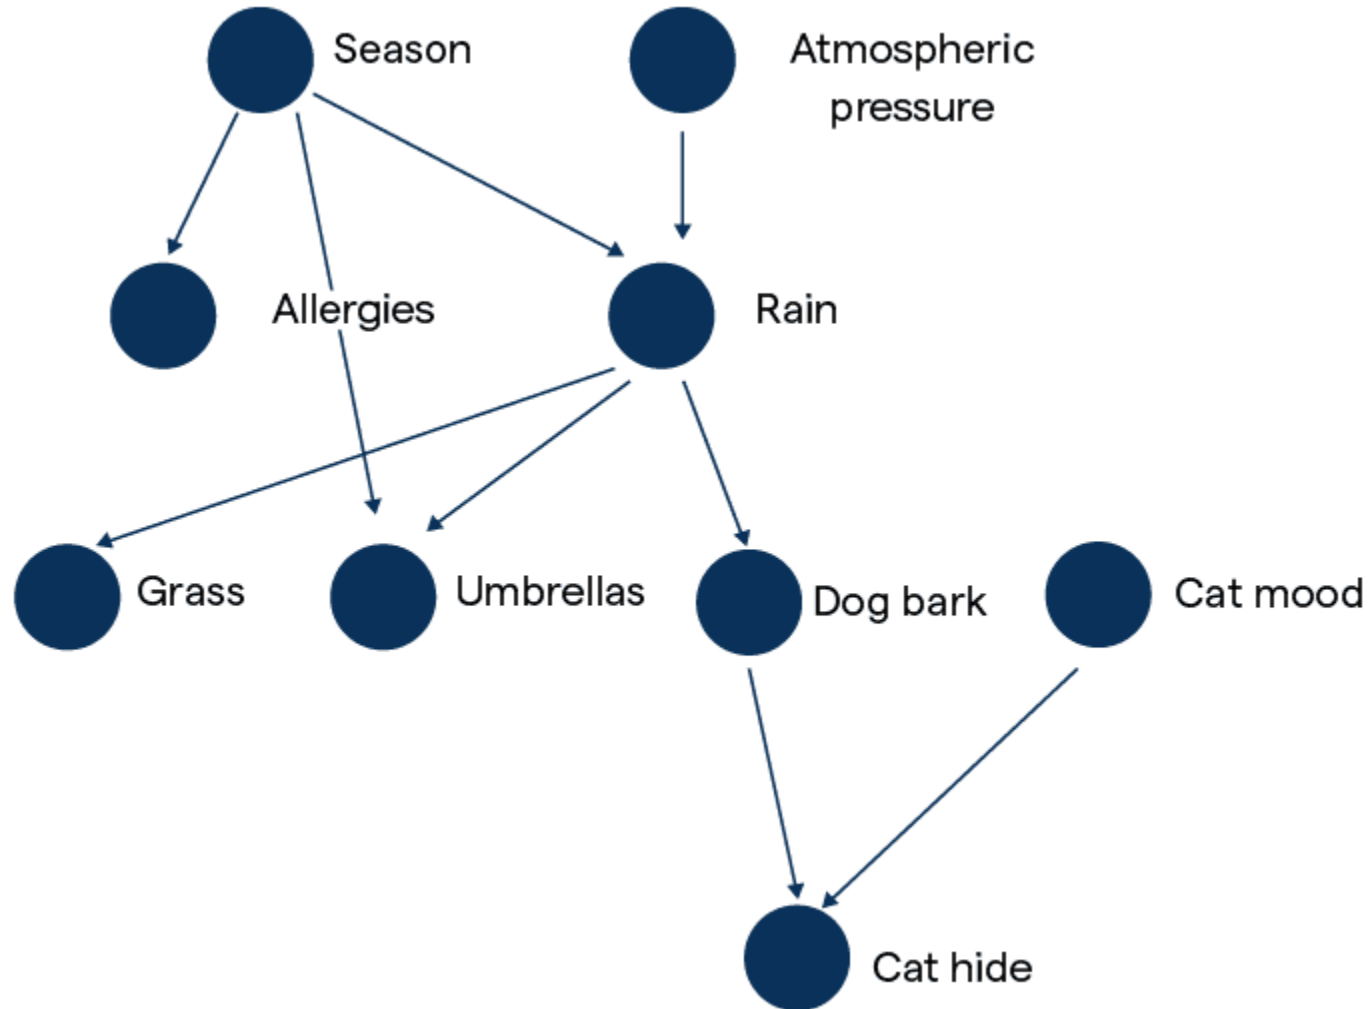 Season
Atmospheric
pressure
Allergies
Rain
Grass
Umbrellas
Dog bark
Cat mood
Cat hide